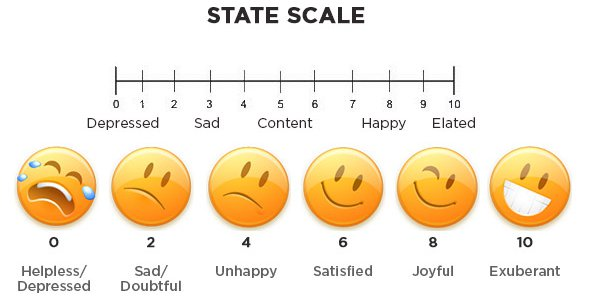 STATE SCALE
0 1 2 3 4 5 6 7 8 9 10
Depressed Sad Content Happy Elated
0 2 4 6 8 10
Helpless/ Sad/ Unhappy Satisfied Joyful Exuberant
Depressed Doubtful